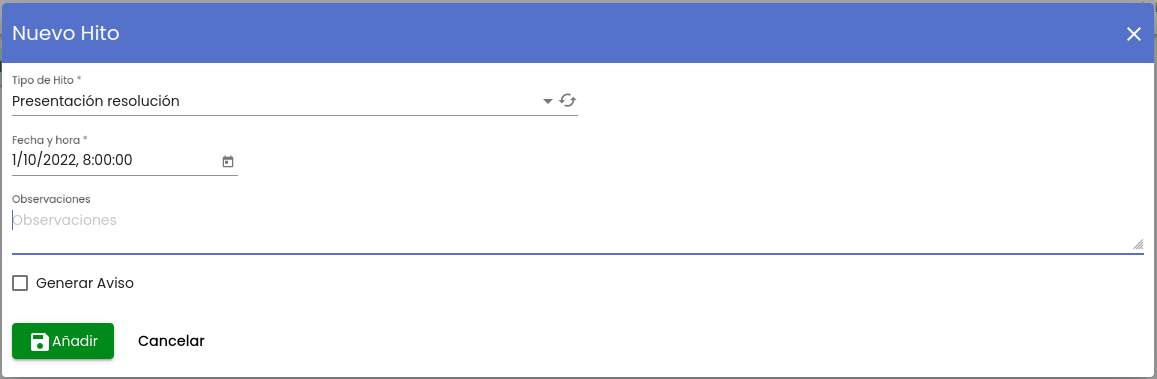 Nuevo Hito
Tipo de Hito *
Presentación resolución
Fecha y hora *
1/10/2022, 8:00:00
Observaciones
Observaciones
Generar Aviso
Añadir
Cancelar